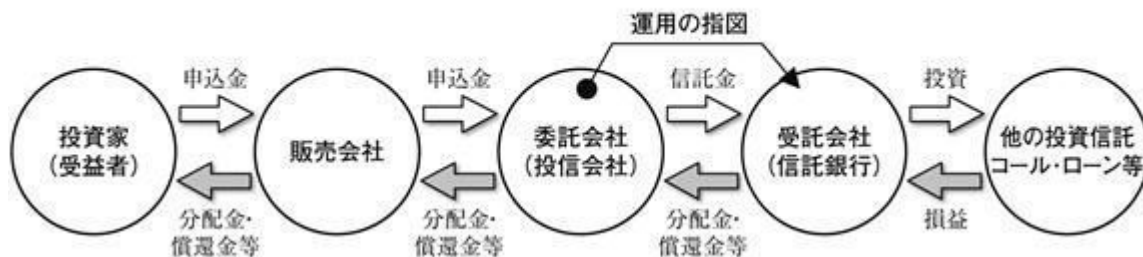 運用の指図
申込金
申込金
信託金
投資
投資家
(受益者)
販売会社
委託会社
(投信会社)
受託会社
(信託銀行)
他の投資信託
コール・ローン等
分配金・
償還金等
分配金・
償還金等
分配金・
償還金等
損益